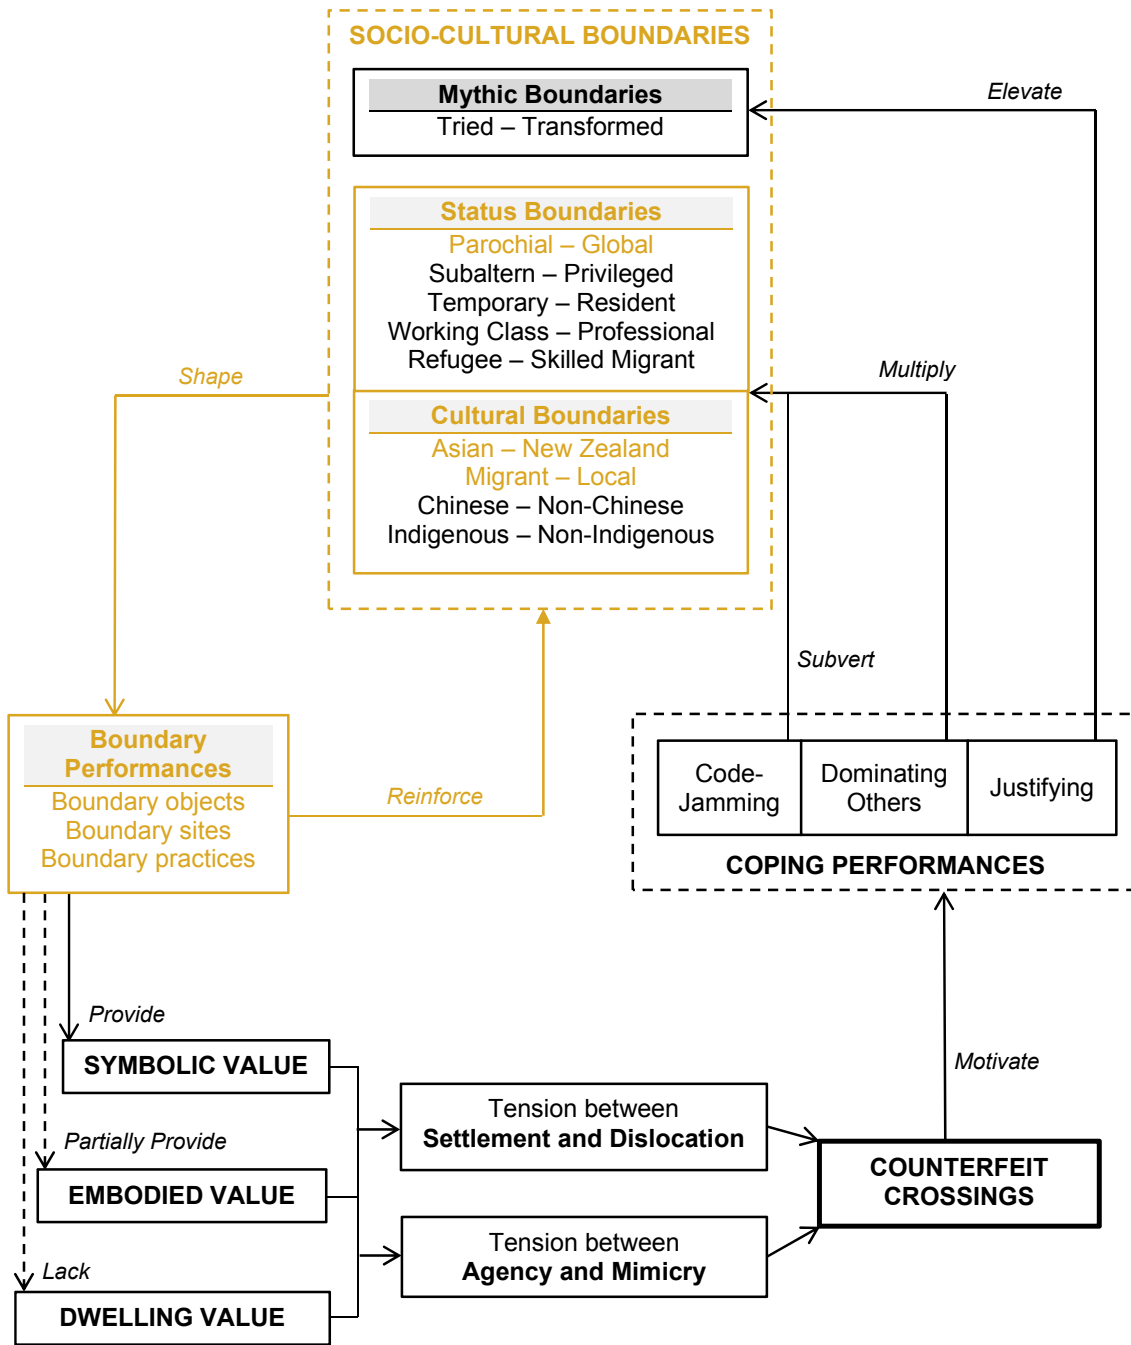 SOCIO-CULTURAL BOUNDARIES
Mythic Boundaries
Tried – Transformed
Elevate
Status Boundaries
Parochial – Global
Subaltern – Privileged
Temporary – Resident
Working Class – Professional
Refugee – Skilled Migrant
Shape
Multiply
Cultural Boundaries
Asian – New Zealand
Migrant – Local
Chinese – Non-Chinese
Indigenous – Non-Indigenous
Subvert
Boundary
Performances
Boundary objects
Boundary sites
Boundary practices
Reinforce
Code-
Jamming
Dominating
Others
Justifying
COPING PERFORMANCES
Provide
SYMBOLIC VALUE
Motivate
Tension between
Settlement and Dislocation
Partially Provide
EMBODIED VALUE
COUNTERFEIT
CROSSINGS
Tension between
Agency and Mimicry
Lack
DWELLING VALUE